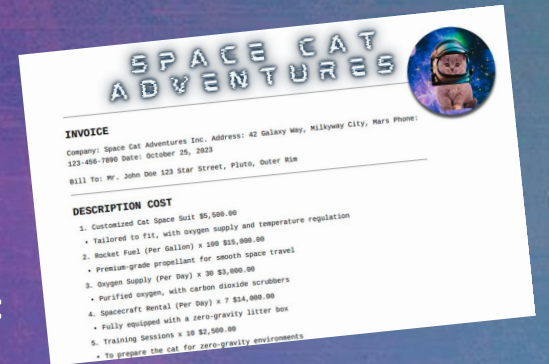 SPACE CAT
ADVENTURES
INVOICE
Company: Space Cat Adventures Inc. Address: 42 Galaxy Way, Milkyway City, Mars Phone:
123-456-7890 Date: October 25, 2023
Bill To: Mr. John Doe 123 Star Street, Pluto, Outer Rim
DESCRIPTION COST
1. Customized Cat Space Suit $5,500.00
• Tailored to fit, with oxygen supply and temperature regulation
2. Rocket Fuel (Per Gallon) x 100 $15,000.00
• Premium-grade propellant for smooth space travel
3. Oxygen Supply (Per Day) x 30 $3,000.00
• Purified oxygen, with carbon dioxide scrubbers
4. Spacecraft Rental (Per Day) x 7 $14,000.00
• Fully equipped with a zero-gravity litter box
5. Training Sessions x 10 $2,500.00
• To prepare the cat for zero-gravity environments